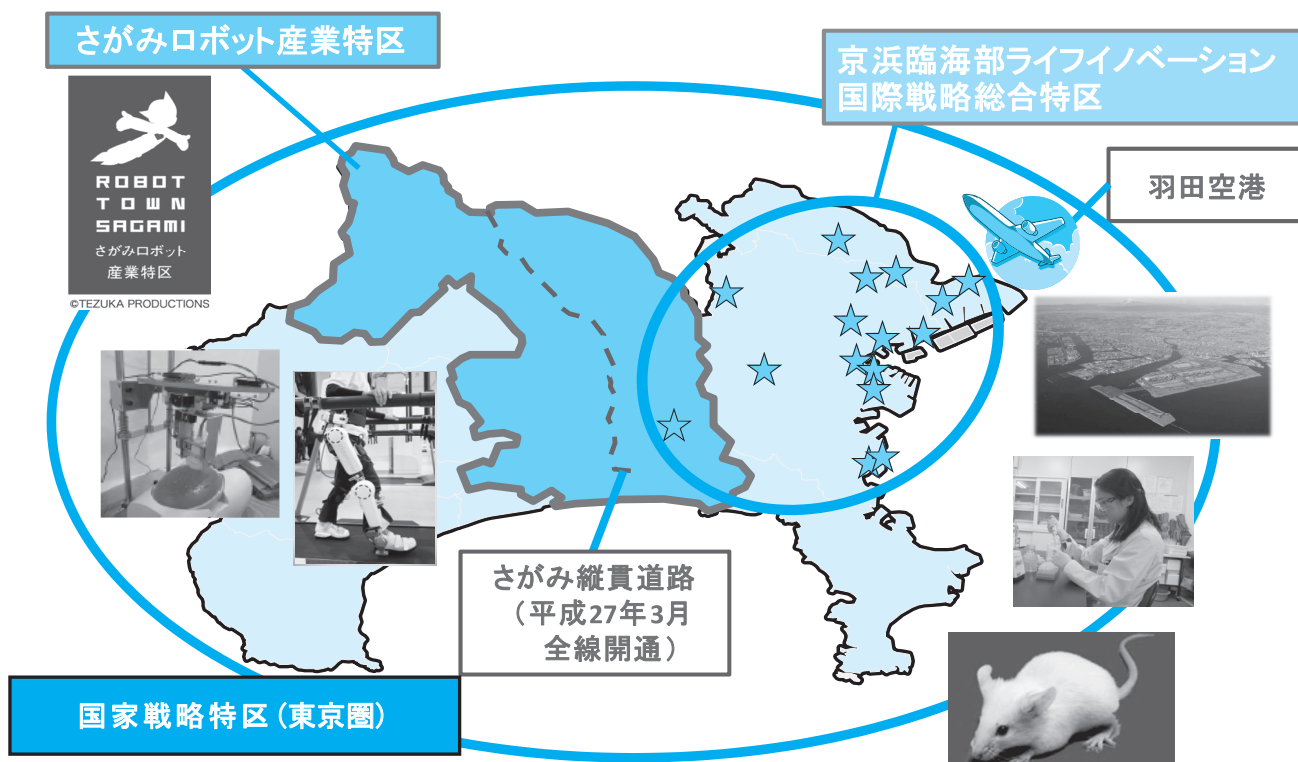 さがみロボット産業特区
京浜臨海部ライフイノベーション
国際戦略総合特区
羽田空港
ROBOT
TOWN
SAGAMI
さがみロボット
産業特区
©TEZUKA PRODUCTIONS
さがみ縦貫道路
(平成27年3月
全線開通)
国家戦略特区(東京圏)